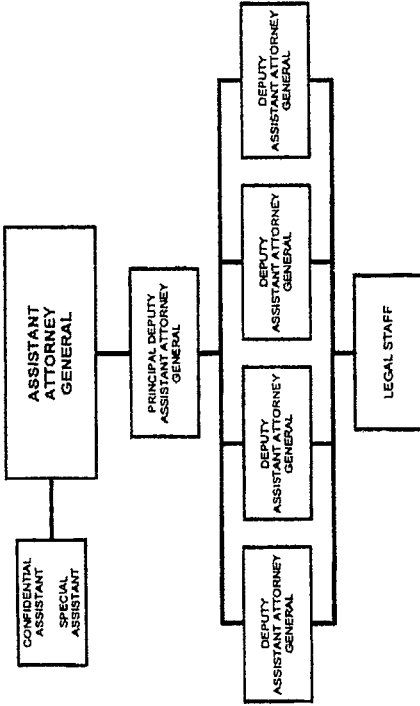 ASSISTANT
ATTORNEY
GENERAL
CONFIDENTIAL
ASSISTANT
SPECIAL
ASSISTANT
PRINCIPAL DEPUTY
ASSISTANT ATTORNEY
GENERAL
DEPUTY
ASSISTANT ATTORNEY
GENERAL
DEPUTY
ASSISTANT ATTORNEY
GENERAL
DEPUTY
ASSISTANT ATTORNEY
GENERAL
DEPUTY
ASSISTANT ATTORNEY
GENERAL
LEGAL STAFF